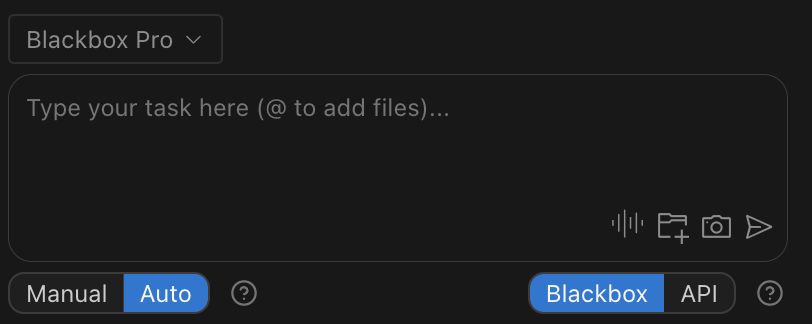 Blackbox Pro
Type your task here (@ to add files)...
Manual Auto ? Blackbox API ?